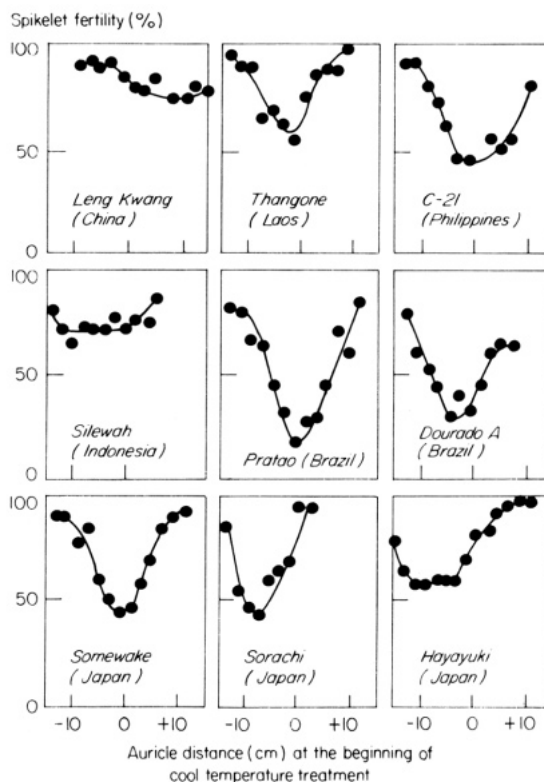 Spikelet fertility (%)
100
50
0
Leng Kwang
(China)
Thangone
(Laos)
C-21
(Philippines)
100
50
0
Silewah
(Indonesia)
Pratao (Brazil)
Dourado A
(Brazil)
100
50
0
Somewake
(Japan)
Sorachi
(Japan)
Hayayuki
(Japan)
-10 0 +10 -10 0 +10 -10 0 +10
Auricle distance (cm) at the beginning of
cool temperature treatment